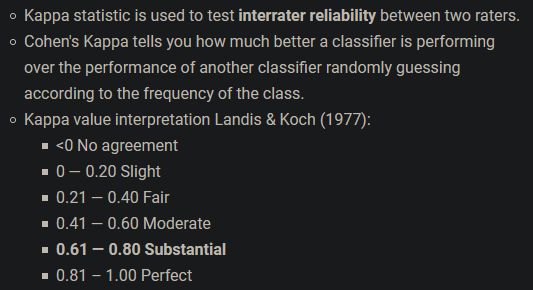 Kappa statistic is used to test interrater reliability between two raters.
Cohen's Kappa tells you how much better a classifier is performing
over the performance of another classifier randomly guessing
according to the frequency of the class.
Kappa value interpretation Landis & Koch (1977):
<0 No agreement
0 — 0.20 Slight
0.21 — 0.40 Fair
0.41 — 0.60 Moderate
0.61 — 0.80 Substantial
0.81 – 1.00 Perfect